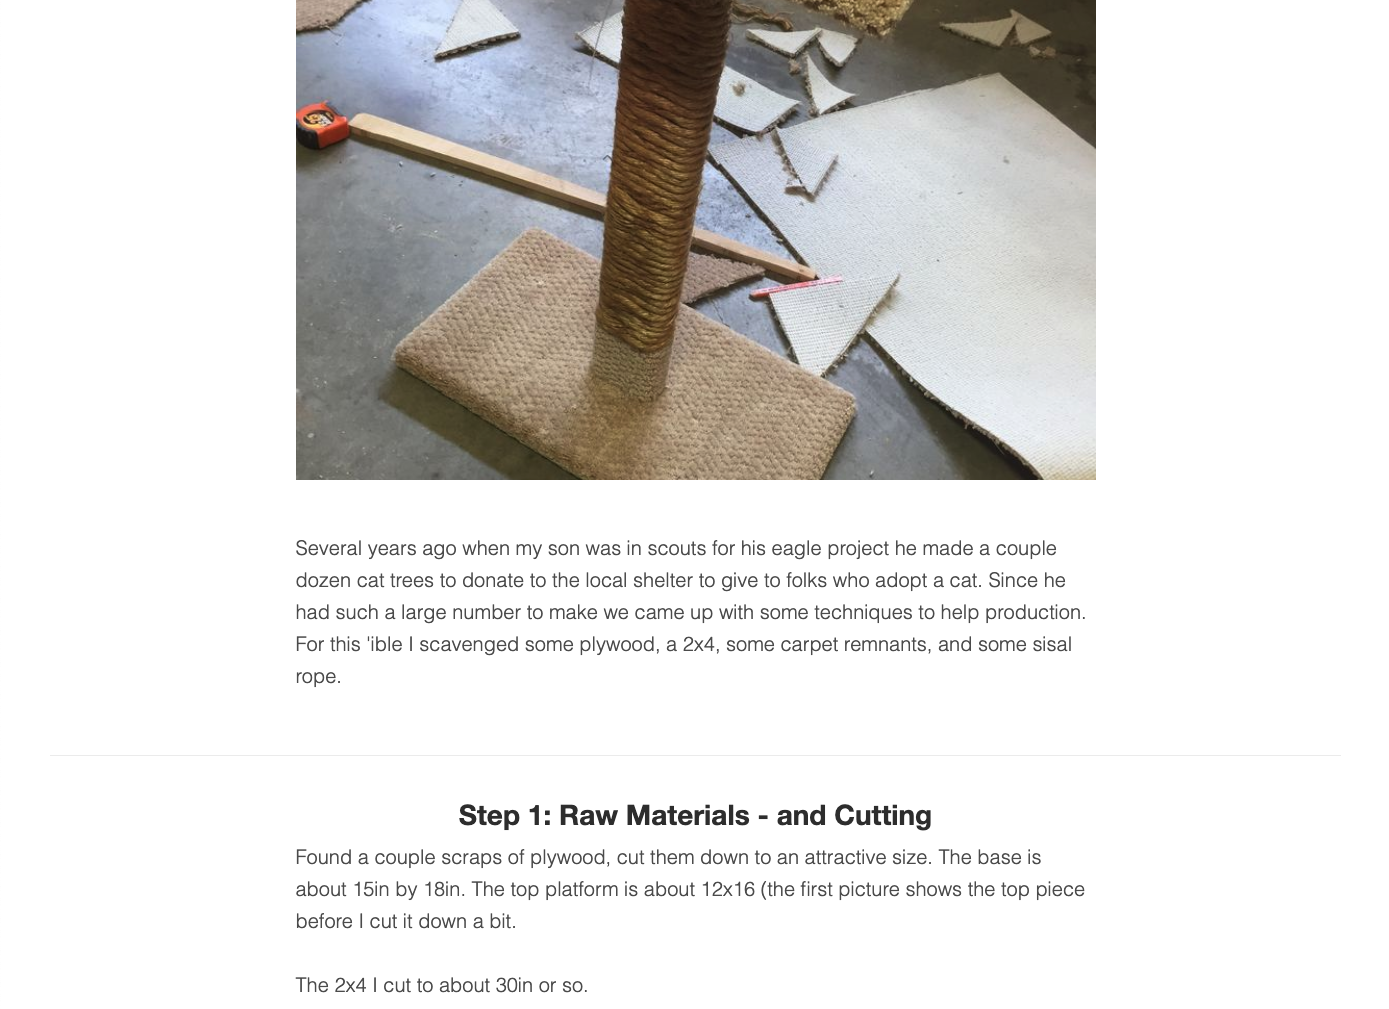 Several years ago when my son was in scouts for his eagle project he made a couple
dozen cat trees to donate to the local shelter to give to folks who adopt a cat. Since he
had such a large number to make we came up with some techniques to help production.
For this 'ible I scavenged some plywood, a 2x4, some carpet remnants, and some sisal
rope.
Step 1: Raw Materials - and Cutting
Found a couple scraps of plywood, cut them down to an attractive size. The base is
about 15in by 18in. The top platform is about 12x16 (the first picture shows the top piece
before I cut it down a bit.
The 2x4 I cut to about 30in or so.